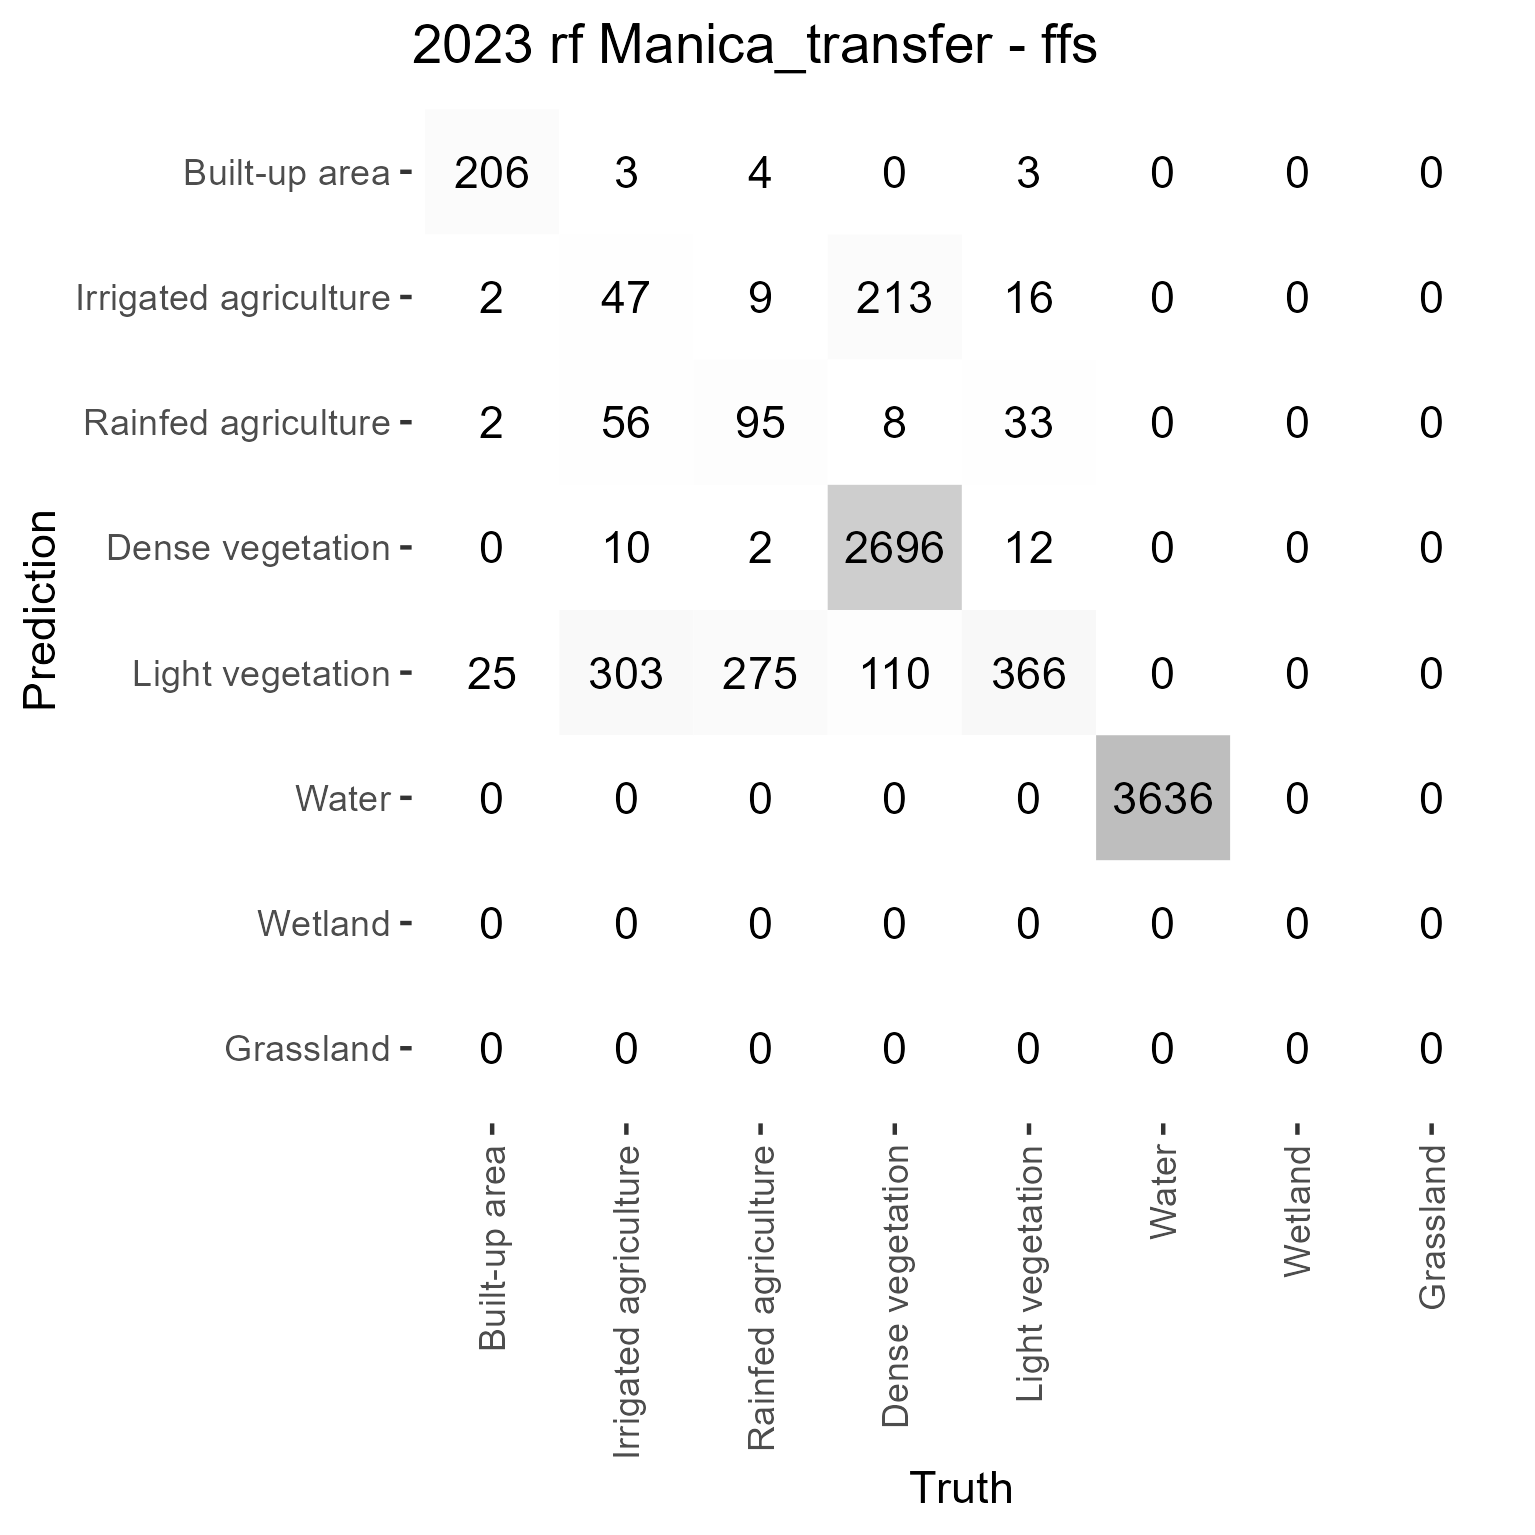 2023 rf Manica_transfer - ffs
Built-up area 206 3 4 0 3 0 0 0
Irrigated agriculture 2 47 9 213 16 0 0 0
Rainfed agriculture 2 56 95 8 33 0 0 0
Dense vegetation 0 10 2 2696 12 0 0 0
Light vegetation 25 303 275 110 366 0 0 0
Water 0 0 0 0 0 3636 0 0
Wetland 0 0 0 0 0 0 0 0
Grassland 0 0 0 0 0 0 0 0
Prediction
Built-up area
Irrigated agriculture
Rainfed agriculture
Dense vegetation
Light vegetation
Water
Wetland
Grassland
Truth